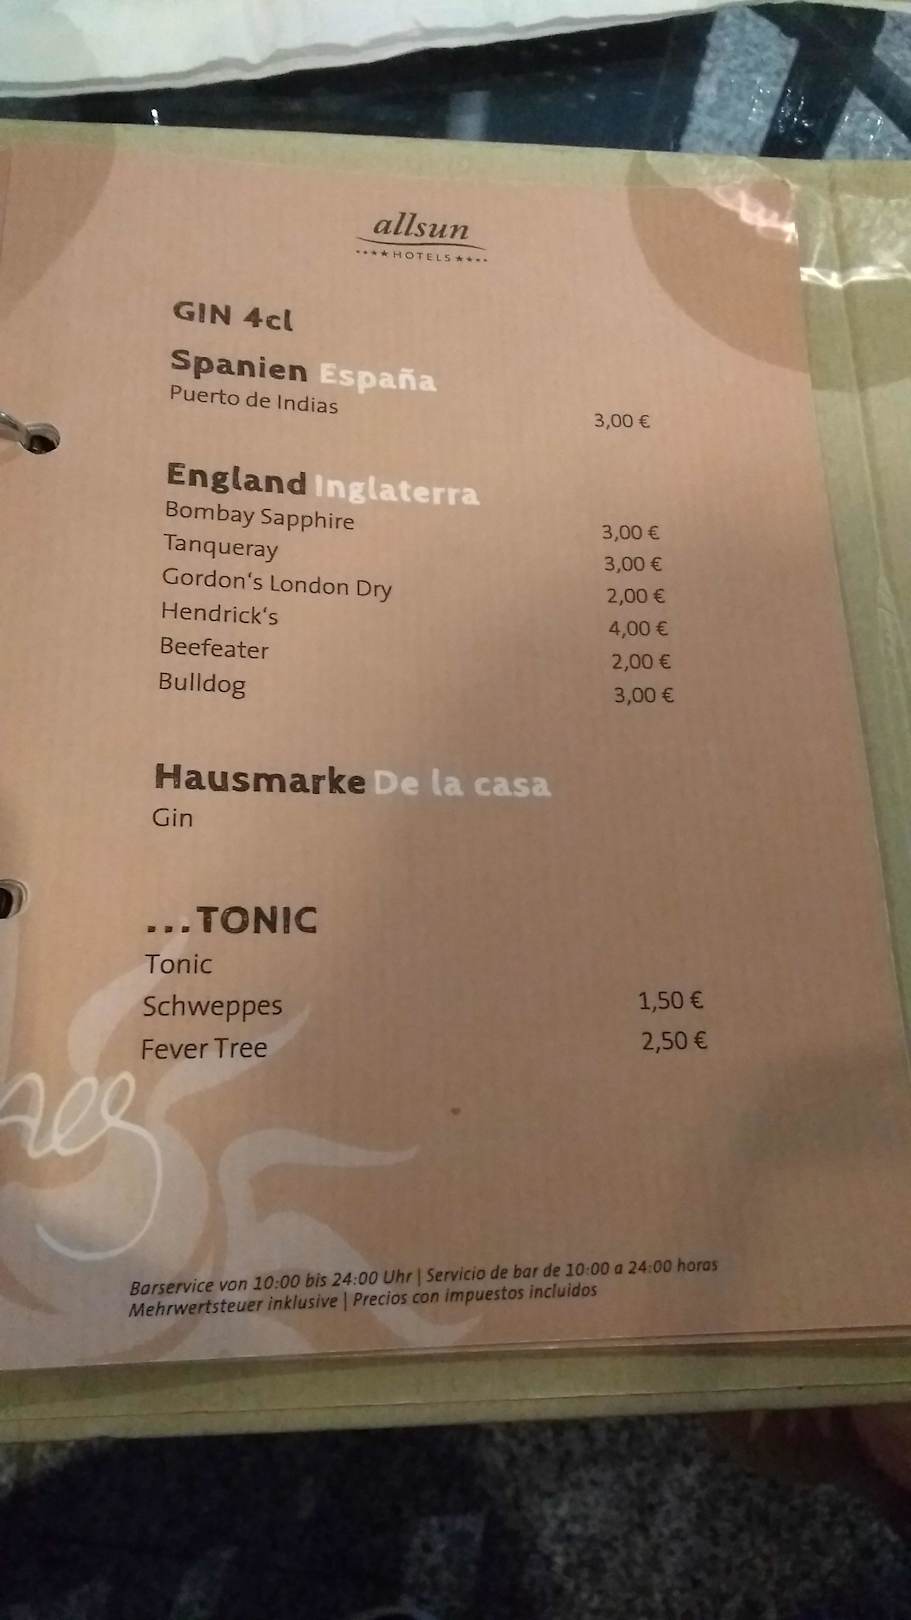 allsun
★★★★ HOTELS ★★★★
GIN 4cl
Spanien España
Puerto de Indias 3,00 €
England Inglaterra
Bombay Sapphire 3,00 €
Tanqueray 3,00 €
Gordon's London Dry 2,00 €
Hendrick's 4,00 €
Beefeater 2,00 €
Bulldog 3,00 €
Hausmarke De la casa
Gin
...TONIC
Tonic
Schweppes 1,50 €
Fever Tree 2,50 €
Barservice von 10:00 bis 24:00 Uhr | Servicio de bar de 10:00 a 24:00 horas
Mehrwertsteuer inklusive | Precios con impuestos incluidos